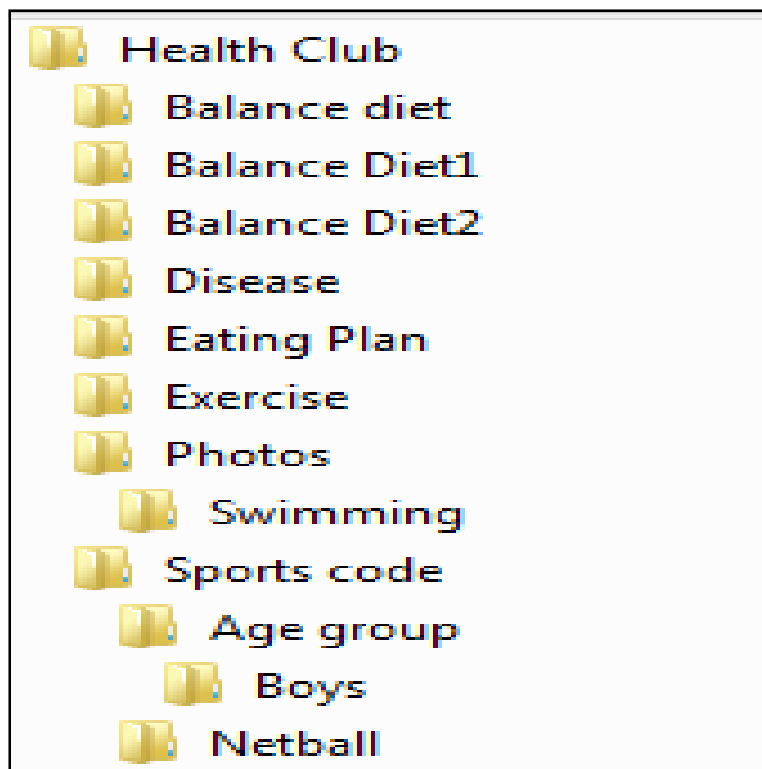 Health Club
Balance diet
Balance Diet1
Balance Diet2
Disease
Eating Plan
Exercise
Photos
Swimming
Sports code
Age group
Boys
Netball